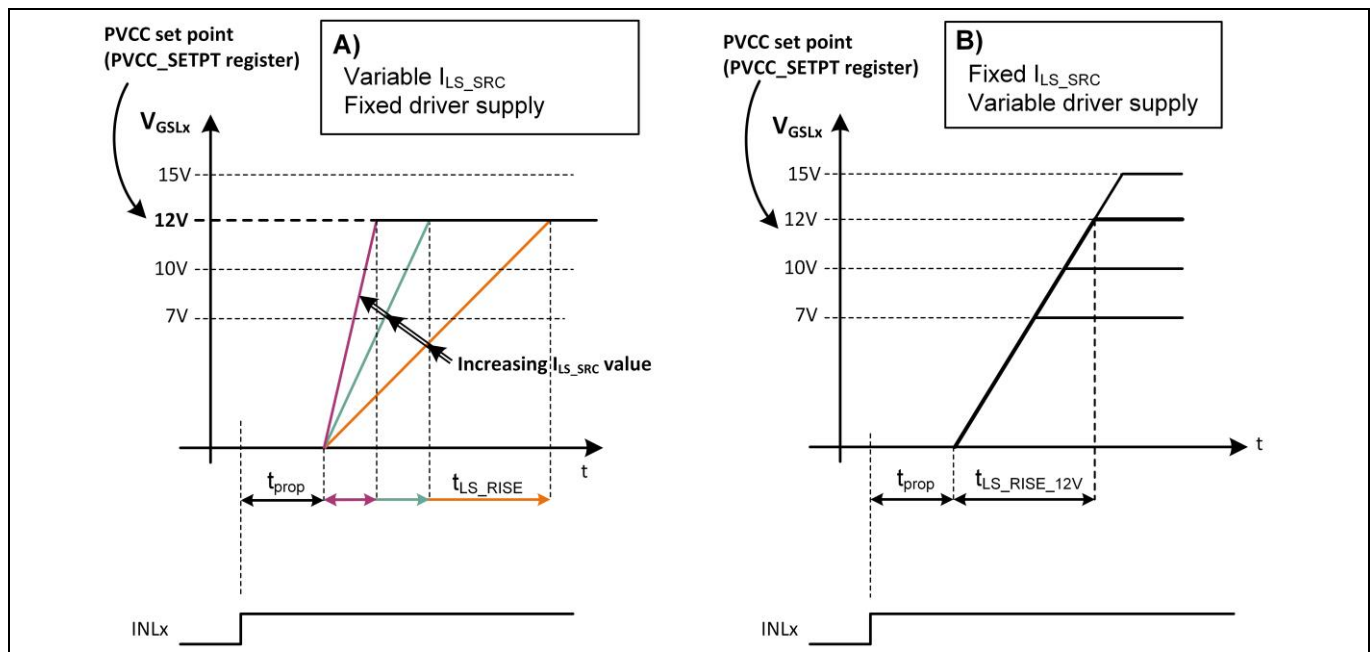 PVCC set point
(PVCC_SETPT register)
A)
Variable I_LS_SRC
Fixed driver supply
V_GSLx
15V
12V
10V
7V
Increasing I_LS_SRC value
t
t_prop
t_LS_RISE
INLx
PVCC set point
(PVCC_SETPT register)
B)
Fixed I_LS_SRC
Variable driver supply
V_GSLx
15V
12V
10V
7V
t
t_prop
t_LS_RISE_12V
INLx